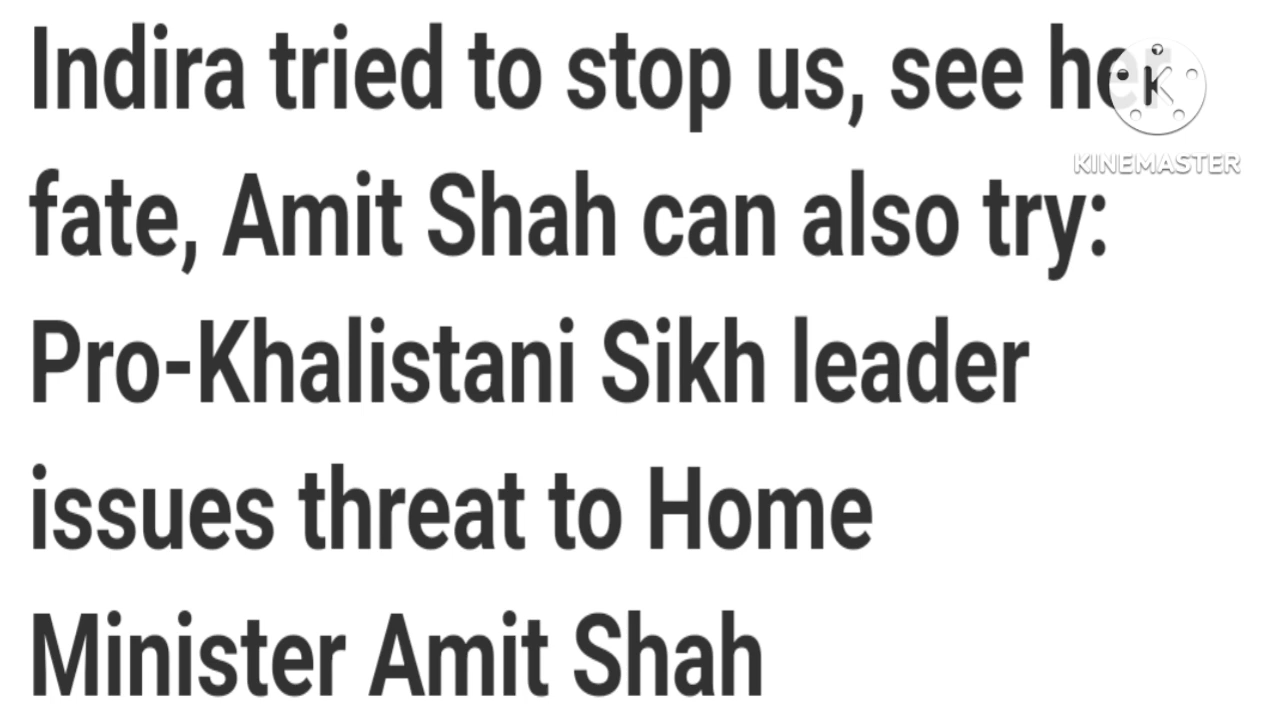 Indira tried to stop us, see her
KINEMASTER
fate, Amit Shah can also try:
Pro-Khalistani Sikh leader
issues threat to Home
Minister Amit Shah